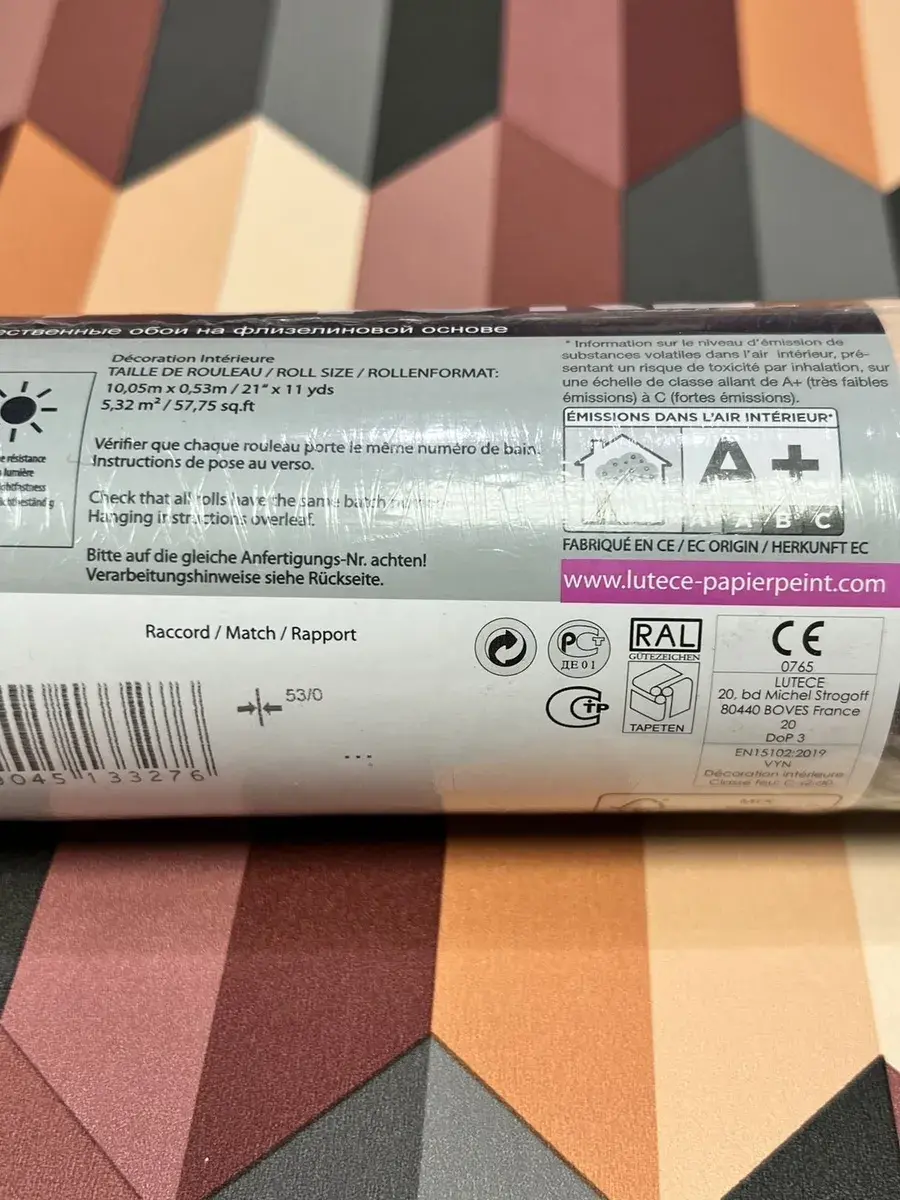 ественные обои на флизелиновой основе
Décoration Intérieure
TAILLE DE ROULEAU / ROLL SIZE / ROLLENFORMAT:
10,05m x 0,53m / 21" x 11 yds
5,32 m² / 57,75 sq.ft
Vérifier que chaque rouleau porte le même numéro de bain.
Instructions de pose au verso.
Check that all rolls have the same batch
Hanging instructions overleaf.
Bitte auf die gleiche Anfertigungs-Nr. achten!
Verarbeitungshinweise siehe Rückseite.
résistance
lumière
* Information sur le niveau d'émission de
substances volatiles dans l'air intérieur, pré-
sentant un risque de toxicité par inhalation, sur
une échelle de classe allant de A+ (très faibles
émissions) à C (fortes émissions).
ÉMISSIONS DANS L'AIR INTÉRIEUR*
A+
A+ A B C
FABRIQUÉ EN CE / EC ORIGIN / HERKUNFT EC
www.lutece-papierpeint.com
Raccord / Match / Rapport
53/0
...
045133276
РСТ
ДЕ 01
СТР
RAL
GÜTEZEICHEN
TAPETEN
CE
0765
LUTECE
20, bd Michel Strogoff
80440 BOVES France
20
DoP 3
EN15102:2019
VYN
Décoration intérieure